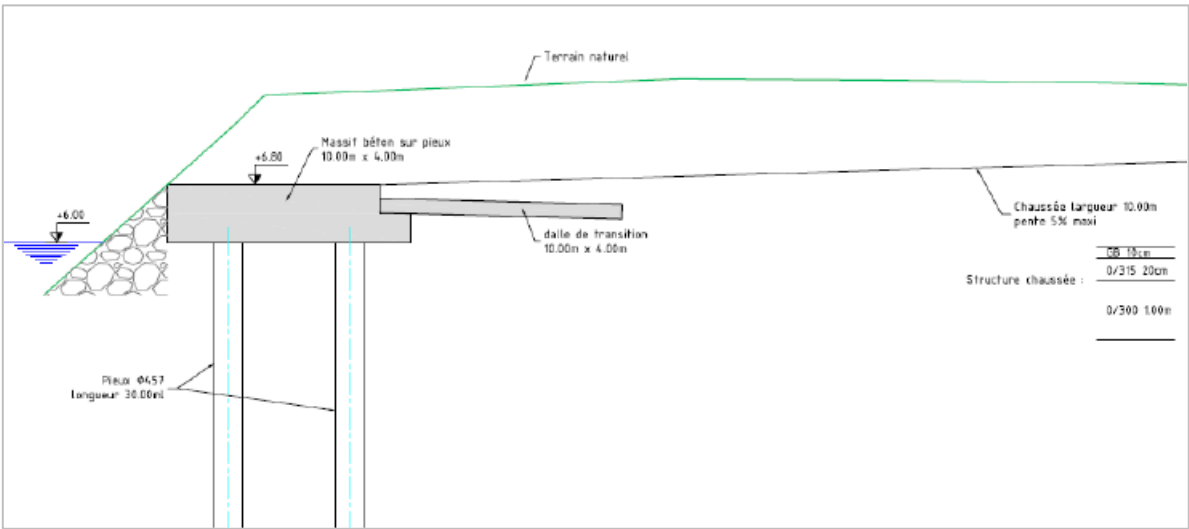 Terrain naturel
Massif béton sur pieux
10.00m x 4.00m
+6.80
+6.00
Chaussée largeur 10.00m
pente 5% maxi
dalle de transition
10.00m x 4.00m
GB 10cm
Structure chaussée :
0/315 20cm
0/300 1.00m
Pieux Ø457
longueur 30.00ml